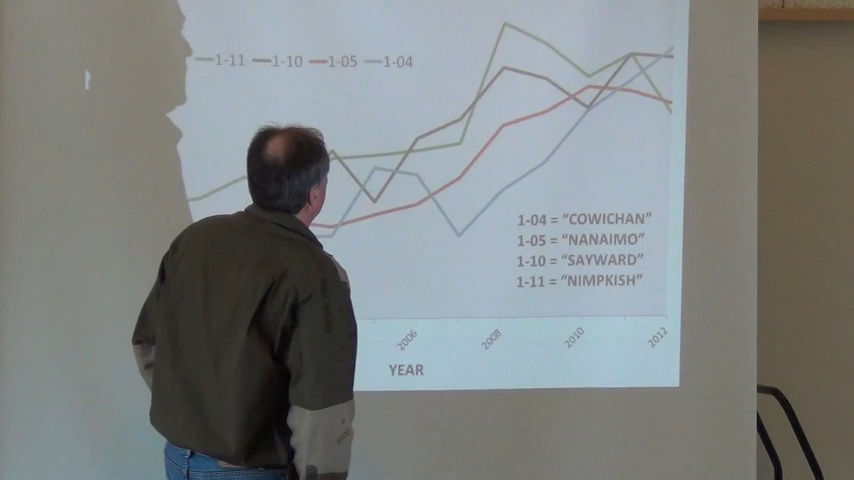 1-11 1-10 1-05 1-04
1-04 = “COWICHAN”
1-05 = “NANAIMO”
1-10 = “SAYWARD”
1-11 = “NIMPKISH”
2006 2008 2010 2012
YEAR